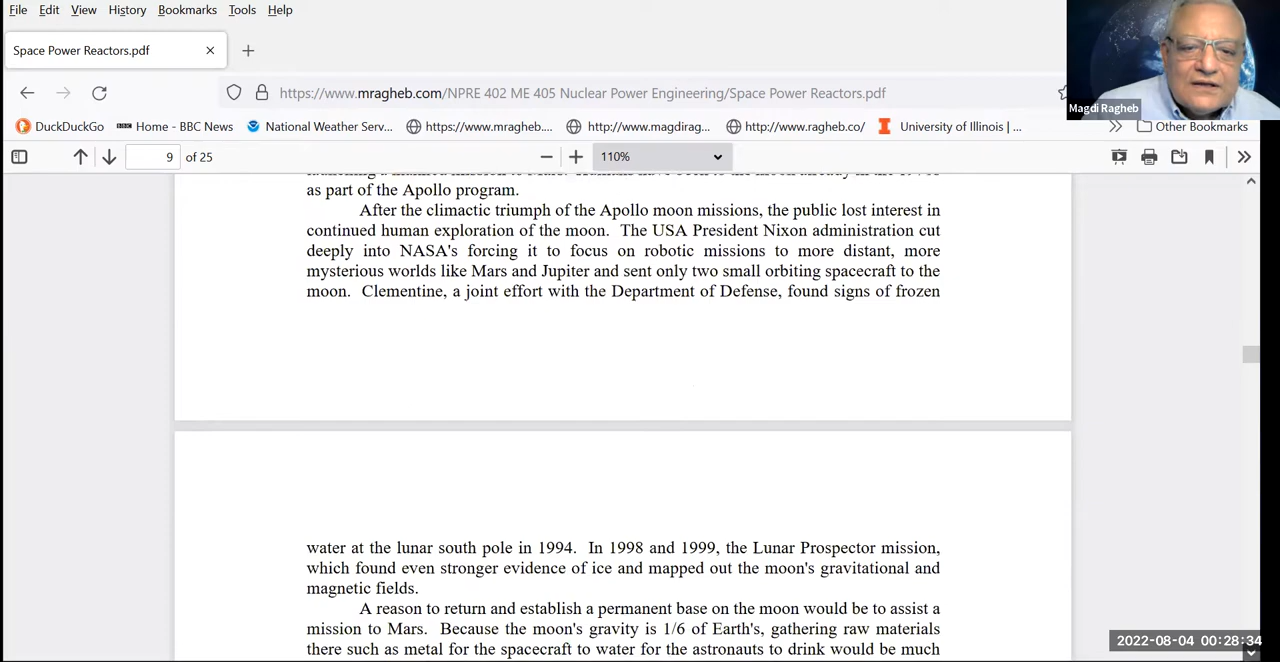 File Edit View History Bookmarks Tools Help
Space Power Reactors.pdf
https://www.mragheb.com/NPRE 402 ME 405 Nuclear Power Engineering/Space Power Reactors.pdf
Magdi Ragheb
DuckDuckGo BBC Home - BBC News National Weather Serv... https://www.mragheb.... http://www.magdirag... http://www.ragheb.co/ University of Illinois | ... Other Bookmarks
9 of 25 110%
as part of the Apollo program.
After the climactic triumph of the Apollo moon missions, the public lost interest in
continued human exploration of the moon. The USA President Nixon administration cut
deeply into NASA's forcing it to focus on robotic missions to more distant, more
mysterious worlds like Mars and Jupiter and sent only two small orbiting spacecraft to the
moon. Clementine, a joint effort with the Department of Defense, found signs of frozen
water at the lunar south pole in 1994. In 1998 and 1999, the Lunar Prospector mission,
which found even stronger evidence of ice and mapped out the moon's gravitational and
magnetic fields.
A reason to return and establish a permanent base on the moon would be to assist a
mission to Mars. Because the moon's gravity is 1/6 of Earth's, gathering raw materials
there such as metal for the spacecraft to water for the astronauts to drink would be much
2022-08-04 00:28:34